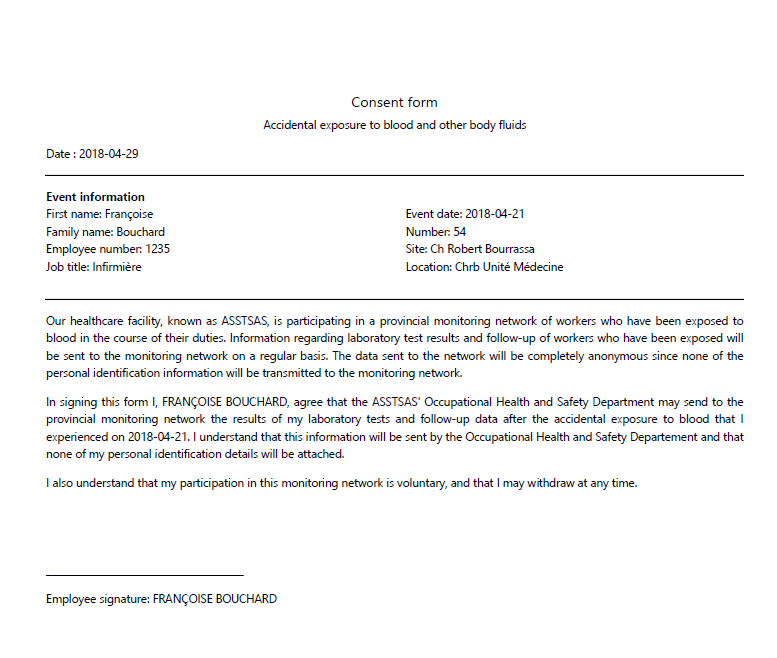 Consent form
Accidental exposure to blood and other body fluids
Date : 2018-04-29
Event information
First name: Françoise
Family name: Bouchard
Employee number: 1235
Job title: Infirmière
Event date: 2018-04-21
Number: 54
Site: Ch Robert Bourrassa
Location: Chrb Unité Médecine
Our healthcare facility, known as ASSTSAS, is participating in a provincial monitoring network of workers who have been exposed to
blood in the course of their duties. Information regarding laboratory test results and follow-up of workers who have been exposed will
be sent to the monitoring network on a regular basis. The data sent to the network will be completely anonymous since none of the
personal identification information will be transmitted to the monitoring network.
In signing this form I, FRANÇOISE BOUCHARD, agree that the ASSTSAS' Occupational Health and Safety Department may send to the
provincial monitoring network the results of my laboratory tests and follow-up data after the accidental exposure to blood that I
experienced on 2018-04-21. I understand that this information will be sent by the Occupational Health and Safety Departement and that
none of my personal identification details will be attached.
I also understand that my participation in this monitoring network is voluntary, and that I may withdraw at any time.
Employee signature: FRANÇOISE BOUCHARD